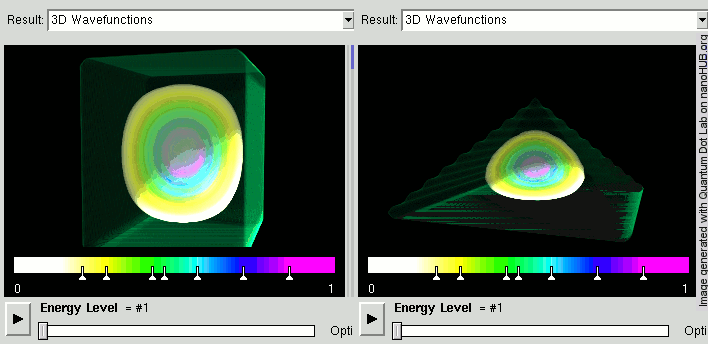 Result: 3D Wavefunctions
0 1
Energy Level = #1
Opti
Result: 3D Wavefunctions
0 1
Energy Level = #1
Opti
Image generated with Quantum Dot Lab on nanoHUB.org